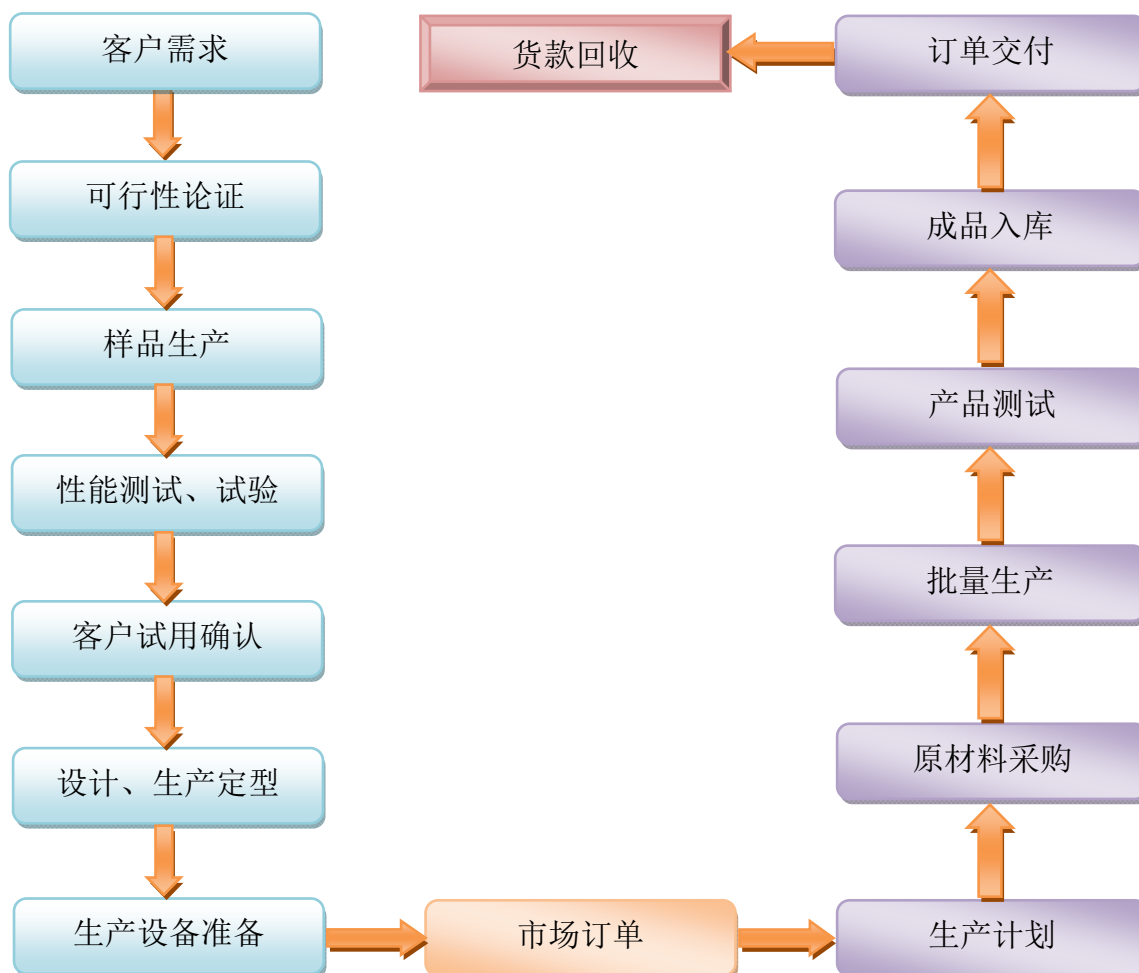 客户需求
可行性论证
样品生产
性能测试、试验
客户试用确认
设计、生产定型
生产设备准备
市场订单
生产计划
原材料采购
批量生产
产品测试
成品入库
订单交付
货款回收